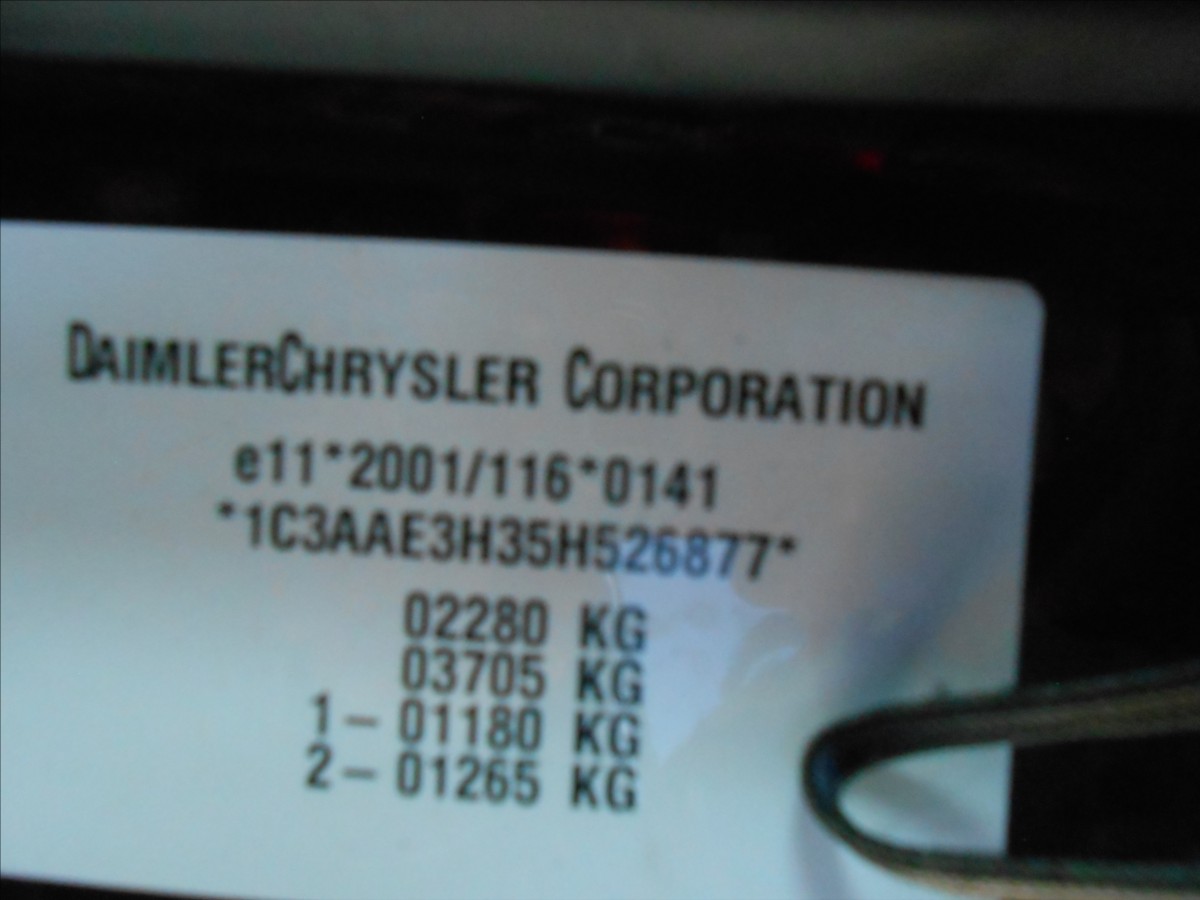 DAIMLERCHRYSLER CORPORATION
e11*2001/116*0141
*1C3AAE3H35H526877*
02280 KG
03705 KG
1 – 01180 KG
2 – 01265 KG